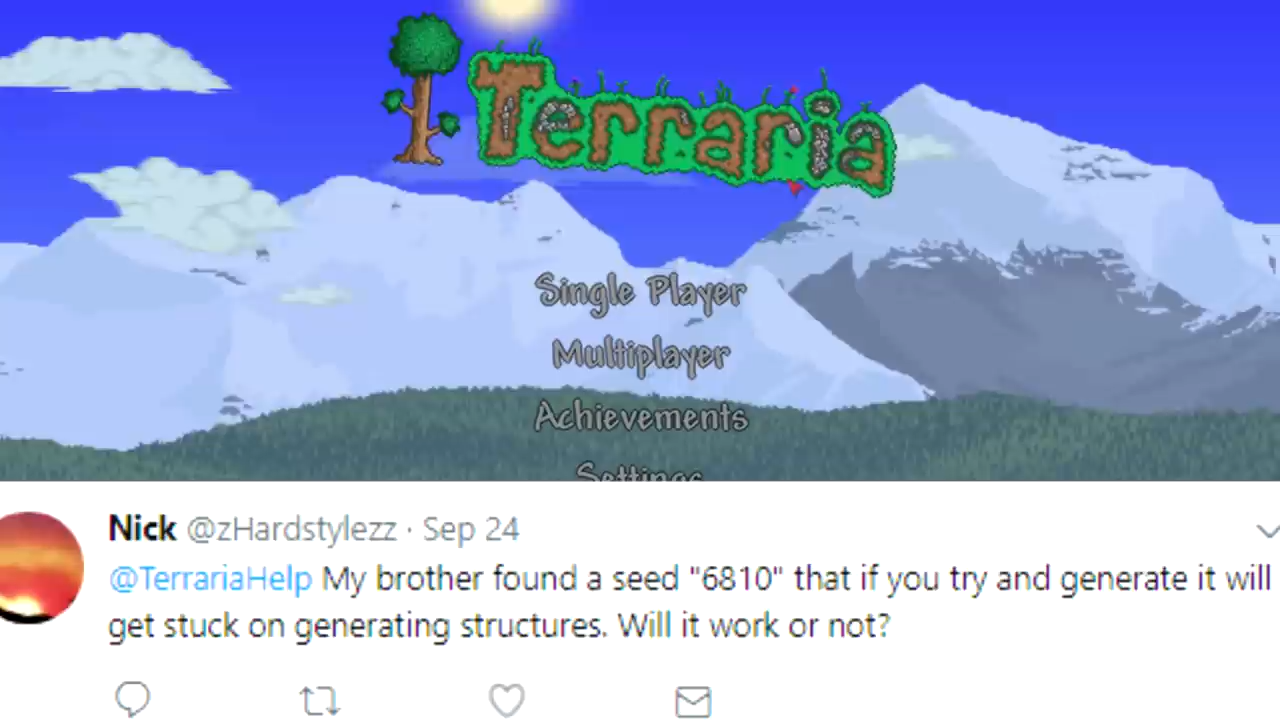 Terraria
Single Player
Multiplayer
Achievements
Settings
Nick @zHardstylezz · Sep 24
@TerrariaHelp My brother found a seed "6810" that if you try and generate it will
get stuck on generating structures. Will it work or not?